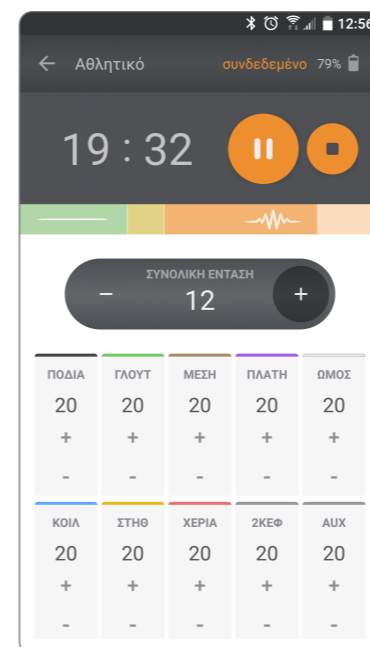 12:56
← Αθλητικό συνδεδεμένο 79%
19 : 32
ΣΥΝΟΛΙΚΗ ΕΝΤΑΣΗ
− 12 +
ΠΟΔΙΑ ΓΛΟΥΤ ΜΕΣΗ ΠΛΑΤΗ ΩΜΟΣ
20 20 20 20 20
+ + + + +
- - - - -
ΚΟΙΛ ΣΤΗΘ ΧΕΡΙΑ 2ΚΕΦ AUX
20 20 20 20 20
+ + + + +
- - - - -